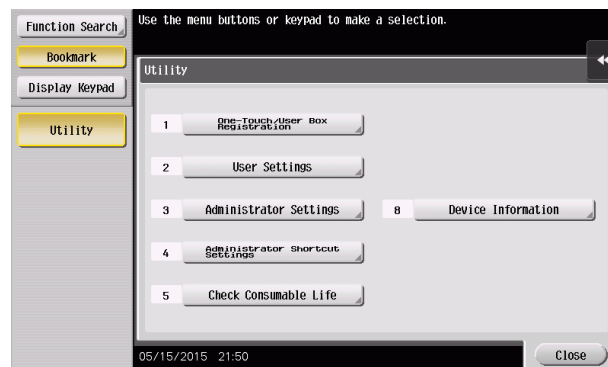 Function Search
Bookmark
Display Keypad
Utility
Use the menu buttons or keypad to make a selection.
Utility
1 One-Touch/User Box
Registration
2 User Settings
3 Administrator Settings
4 Administrator Shortcut
Settings
5 Check Consumable Life
8 Device Information
05/15/2015 21:50
Close